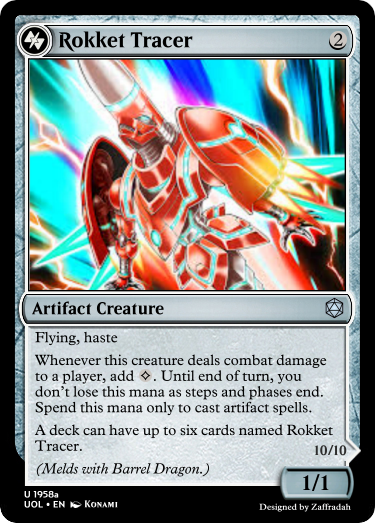 Rokket Tracer 2
Artifact Creature
Flying, haste
Whenever this creature deals combat damage
to a player, add ◇. Until end of turn, you
don't lose this mana as steps and phases end.
Spend this mana only to cast artifact spells.
A deck can have up to six cards named Rokket
Tracer.
10/10
(Melds with Barrel Dragon.)
1/1
U 1958a
UOL • EN KONAMI
Designed by Zaffradah